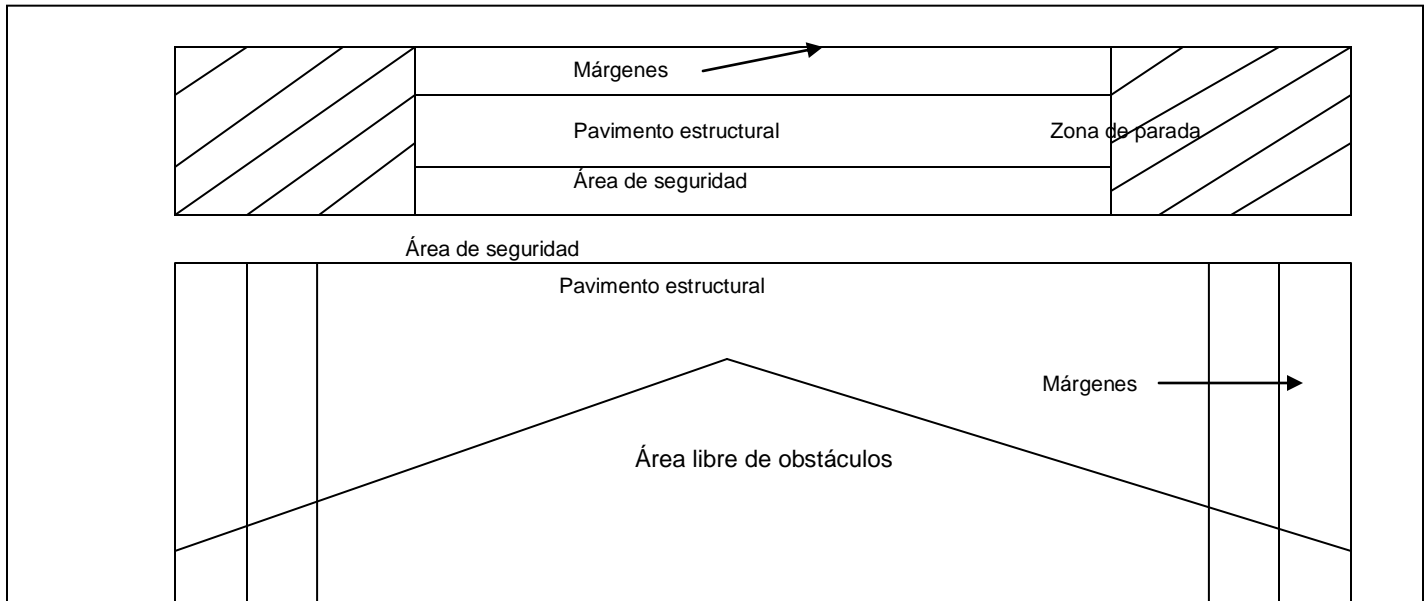 Márgenes
Pavimento estructural
Zona de parada
Área de seguridad
Área de seguridad
Pavimento estructural
Márgenes
Área libre de obstáculos